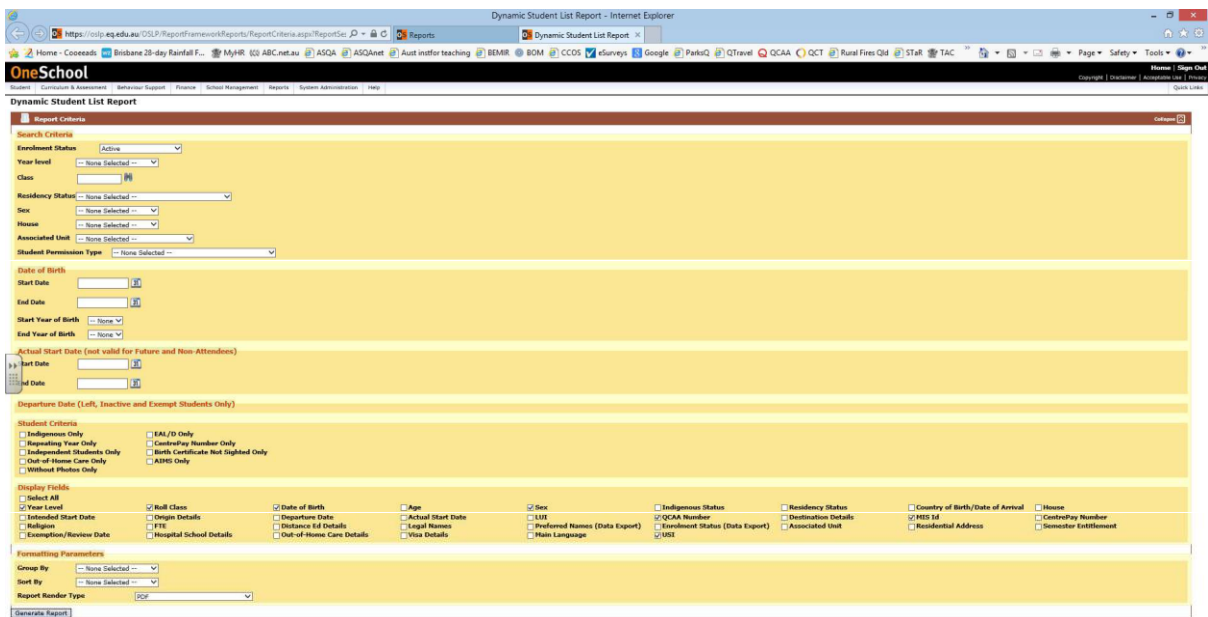 Dynamic Student List Report - Internet Explorer
https://oslp.eq.edu.au/OSLP/ReportFrameworkReports/ReportCriteria.aspx?ReportSe Reports Dynamic Student List Report
Home - Cooeeads Brisbane 28-day Rainfall F... MyHR ABC.net.au ASQA ASQAnet Aust instfor teaching BEMIR BOM CCOS eSurveys Google ParksQ QTravel QCAA QCT Rural Fires Qld STaR TAC Page Safety Tools
OneSchool Home | Sign Out
Copyright | Disclaimer | Acceptable Use | Privacy
Student Curriculum & Assessment Behaviour Support Finance School Management Reports System Administration Help Quick Links
Dynamic Student List Report
Report Criteria Collapse
Search Criteria
Enrolment Status Active
Year level -- None Selected --
Class
Residency Status -- None Selected --
Sex -- None Selected --
House -- None Selected --
Associated Unit -- None Selected --
Student Permission Type -- None Selected --
Date of Birth
Start Date
End Date
Start Year of Birth -- None
End Year of Birth -- None
Actual Start Date (not valid for Future and Non-Attendees)
tart Date
nd Date
Departure Date (Left, Inactive and Exempt Students Only)
Student Criteria
Indigenous Only EAL/D Only
Repeating Year Only CentrePay Number Only
Independent Students Only Birth Certificate Not Sighted Only
Out-of-Home Care Only AIMS Only
Without Photos Only
Display Fields
Select All
Year Level Roll Class Date of Birth Age Sex Indigenous Status Residency Status Country of Birth/Date of Arrival House
Intended Start Date Origin Details Departure Date Actual Start Date LUI QCAA Number Destination Details MIS Id CentrePay Number
Religion FTE Distance Ed Details Legal Names Preferred Names (Data Export) Enrolment Status (Data Export) Associated Unit Residential Address Semester Entitlement
Exemption/Review Date Hospital School Details Out-of-Home Care Details Visa Details Main Language USI
Formatting Parameters
Group By -- None Selected --
Sort By -- None Selected --
Report Render Type PDF
Generate Report